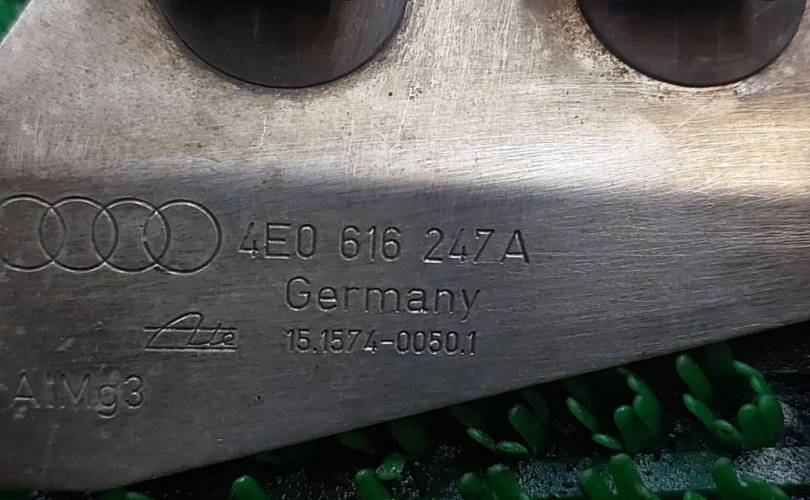 4E0 616 247A
Germany
Ate 15.1574-0050.1
AlMg3